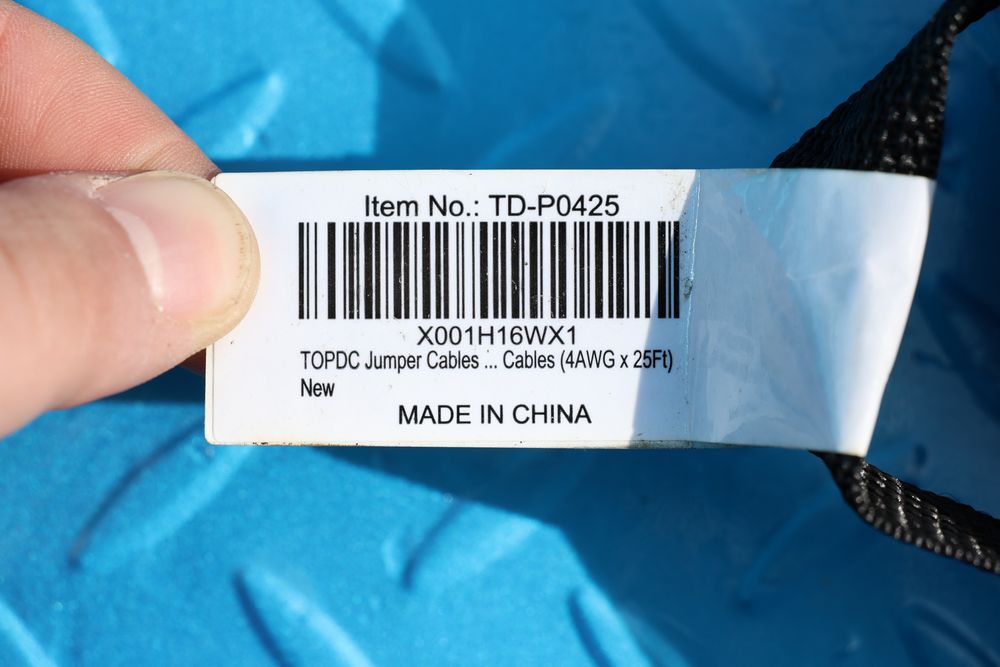 Item No.: TD-P0425
X001H16WX1
TOPDC Jumper Cables ... Cables (4AWG x 25Ft)
New
MADE IN CHINA